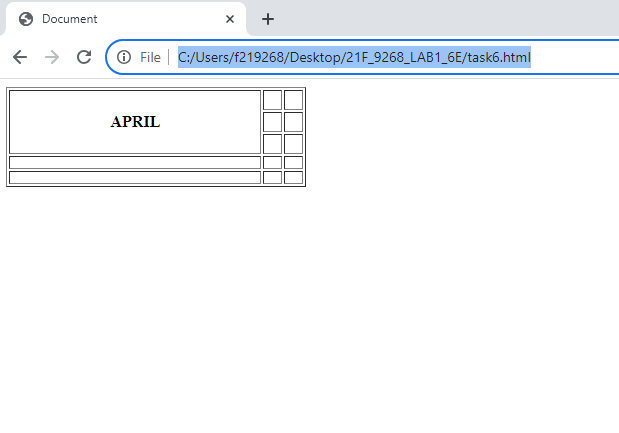 Document
File
C:/Users/f219268/Desktop/21F_9268_LAB1_6E/task6.html
APRIL